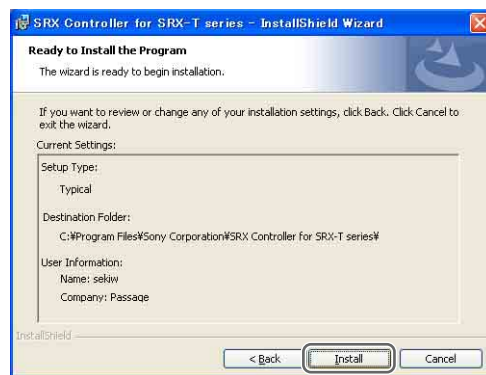 SRX Controller for SRX-T series - InstallShield Wizard
Ready to Install the Program
The wizard is ready to begin installation.
If you want to review or change any of your installation settings, click Back. Click Cancel to
exit the wizard.
Current Settings:
Setup Type:
Typical
Destination Folder:
C:¥Program Files¥Sony Corporation¥SRX Controller for SRX-T series¥
User Information:
Name: sekiw
Company: Passage
InstallShield
< Back
Install
Cancel